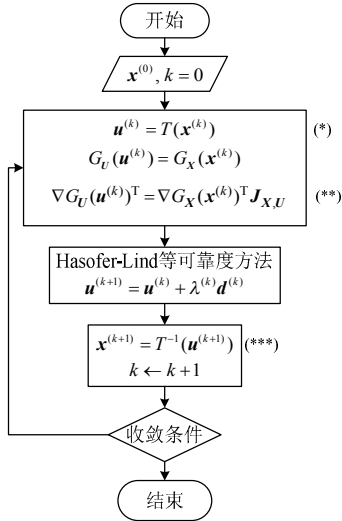 开始
𝒙⁽⁰⁾, k = 0
𝒖⁽ᵏ⁾ = T(𝒙⁽ᵏ⁾) (*)
G_𝑼(𝒖⁽ᵏ⁾) = G_𝑿(𝒙⁽ᵏ⁾)
∇G_𝑼(𝒖⁽ᵏ⁾)ᵀ = ∇G_𝑿(𝒙⁽ᵏ⁾)ᵀ 𝑱_𝑿,𝑼 (**)
Hasofer-Lind等可靠度方法
𝒖⁽ᵏ⁺¹⁾ = 𝒖⁽ᵏ⁾ + λ⁽ᵏ⁾𝒅⁽ᵏ⁾
𝒙⁽ᵏ⁺¹⁾ = T⁻¹(𝒖⁽ᵏ⁺¹⁾) (***)
k ← k + 1
收敛条件
结束